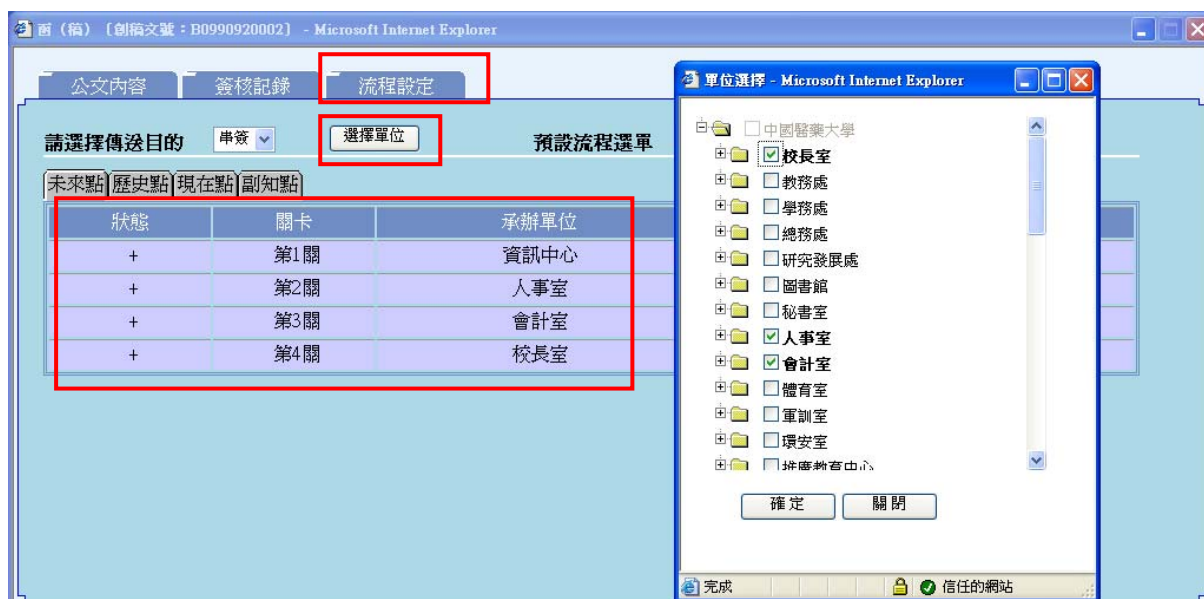 函（稿）〔創稿文號：B0990920002〕 - Microsoft Internet Explorer
公文內容 簽核記錄 流程設定
請選擇傳送目的 串簽 選擇單位 預設流程選單
未來點 歷史點 現在點 副知點
狀態 關卡 承辦單位
+ 第1關 資訊中心
+ 第2關 人事室
+ 第3關 會計室
+ 第4關 校長室
單位選擇 - Microsoft Internet Explorer
中國醫藥大學
校長室
教務處
學務處
總務處
研究發展處
圖書館
秘書室
人事室
會計室
體育室
軍訓室
環安室
推廣教育中心
確定 關閉
完成 信任的網站